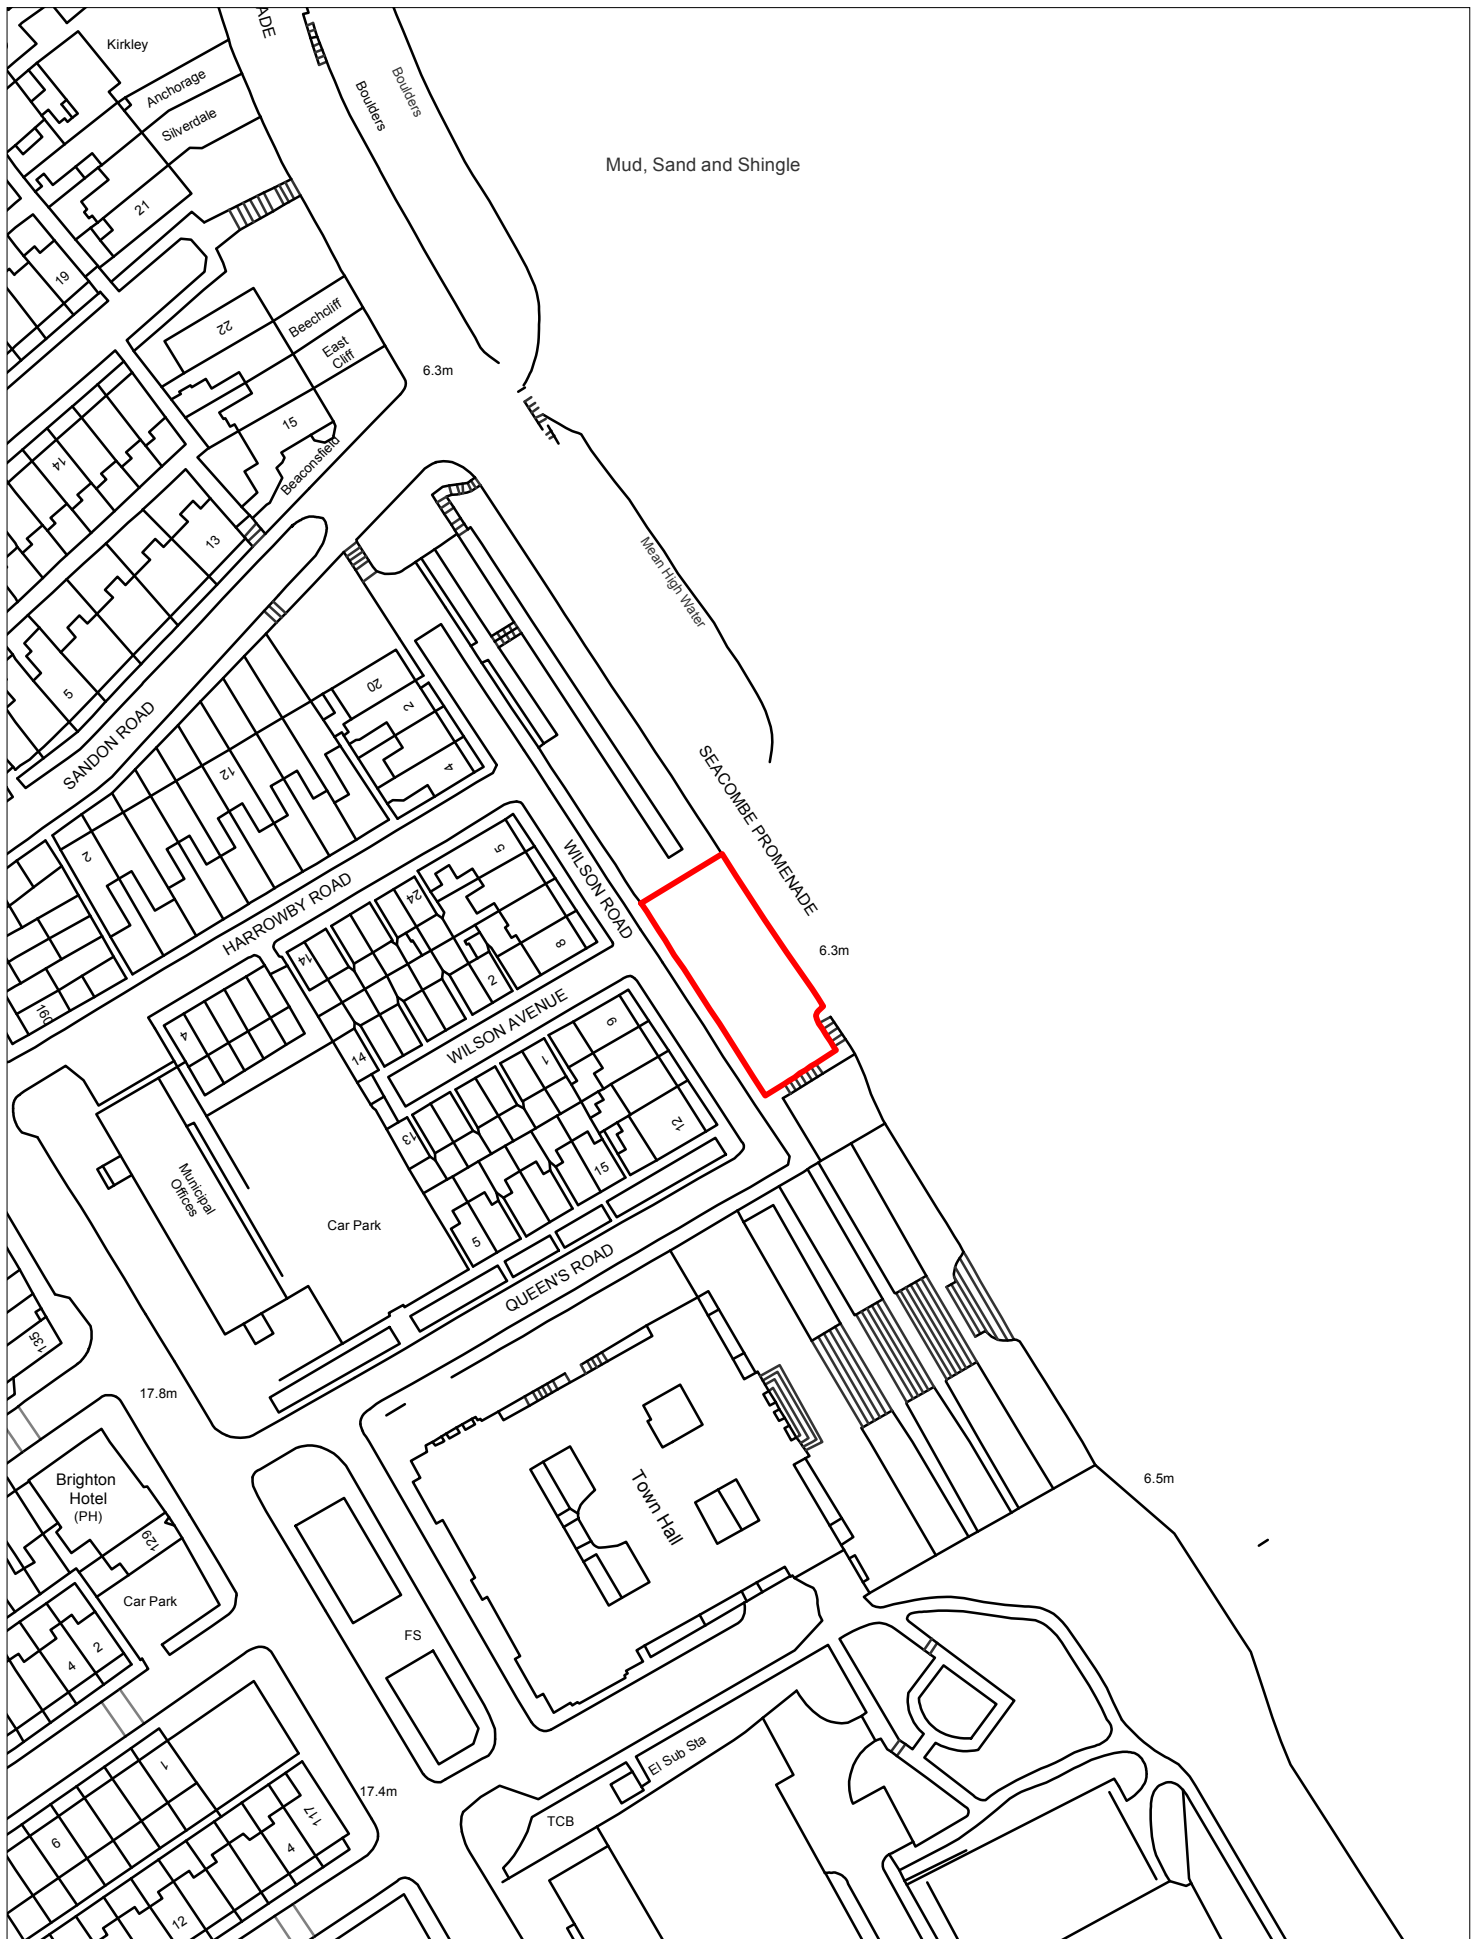 ADE
Kirkley
Anchorage
Silverdale
Boulders
Boulders
Mud, Sand and Shingle
21
19
22
Beechcliff
East
Cliff
6.3m
15
Beaconsfield
14
13
Mean High Water
5
SANDON ROAD
20
2
4
12
2
SEACOMBE PROMENADE
WILSON ROAD
HARROWBY ROAD
5
24
14
8
2
6.3m
160
4
WILSON AVENUE
14
9
1
13
12
15
Municipal
Offices
Car Park
5
QUEEN'S ROAD
135
17.8m
Brighton
Hotel
(PH)
129
Town Hall
6.5m
Car Park
FS
4
2
El Sub Sta
1
17.4m
TCB
117
6
4
12